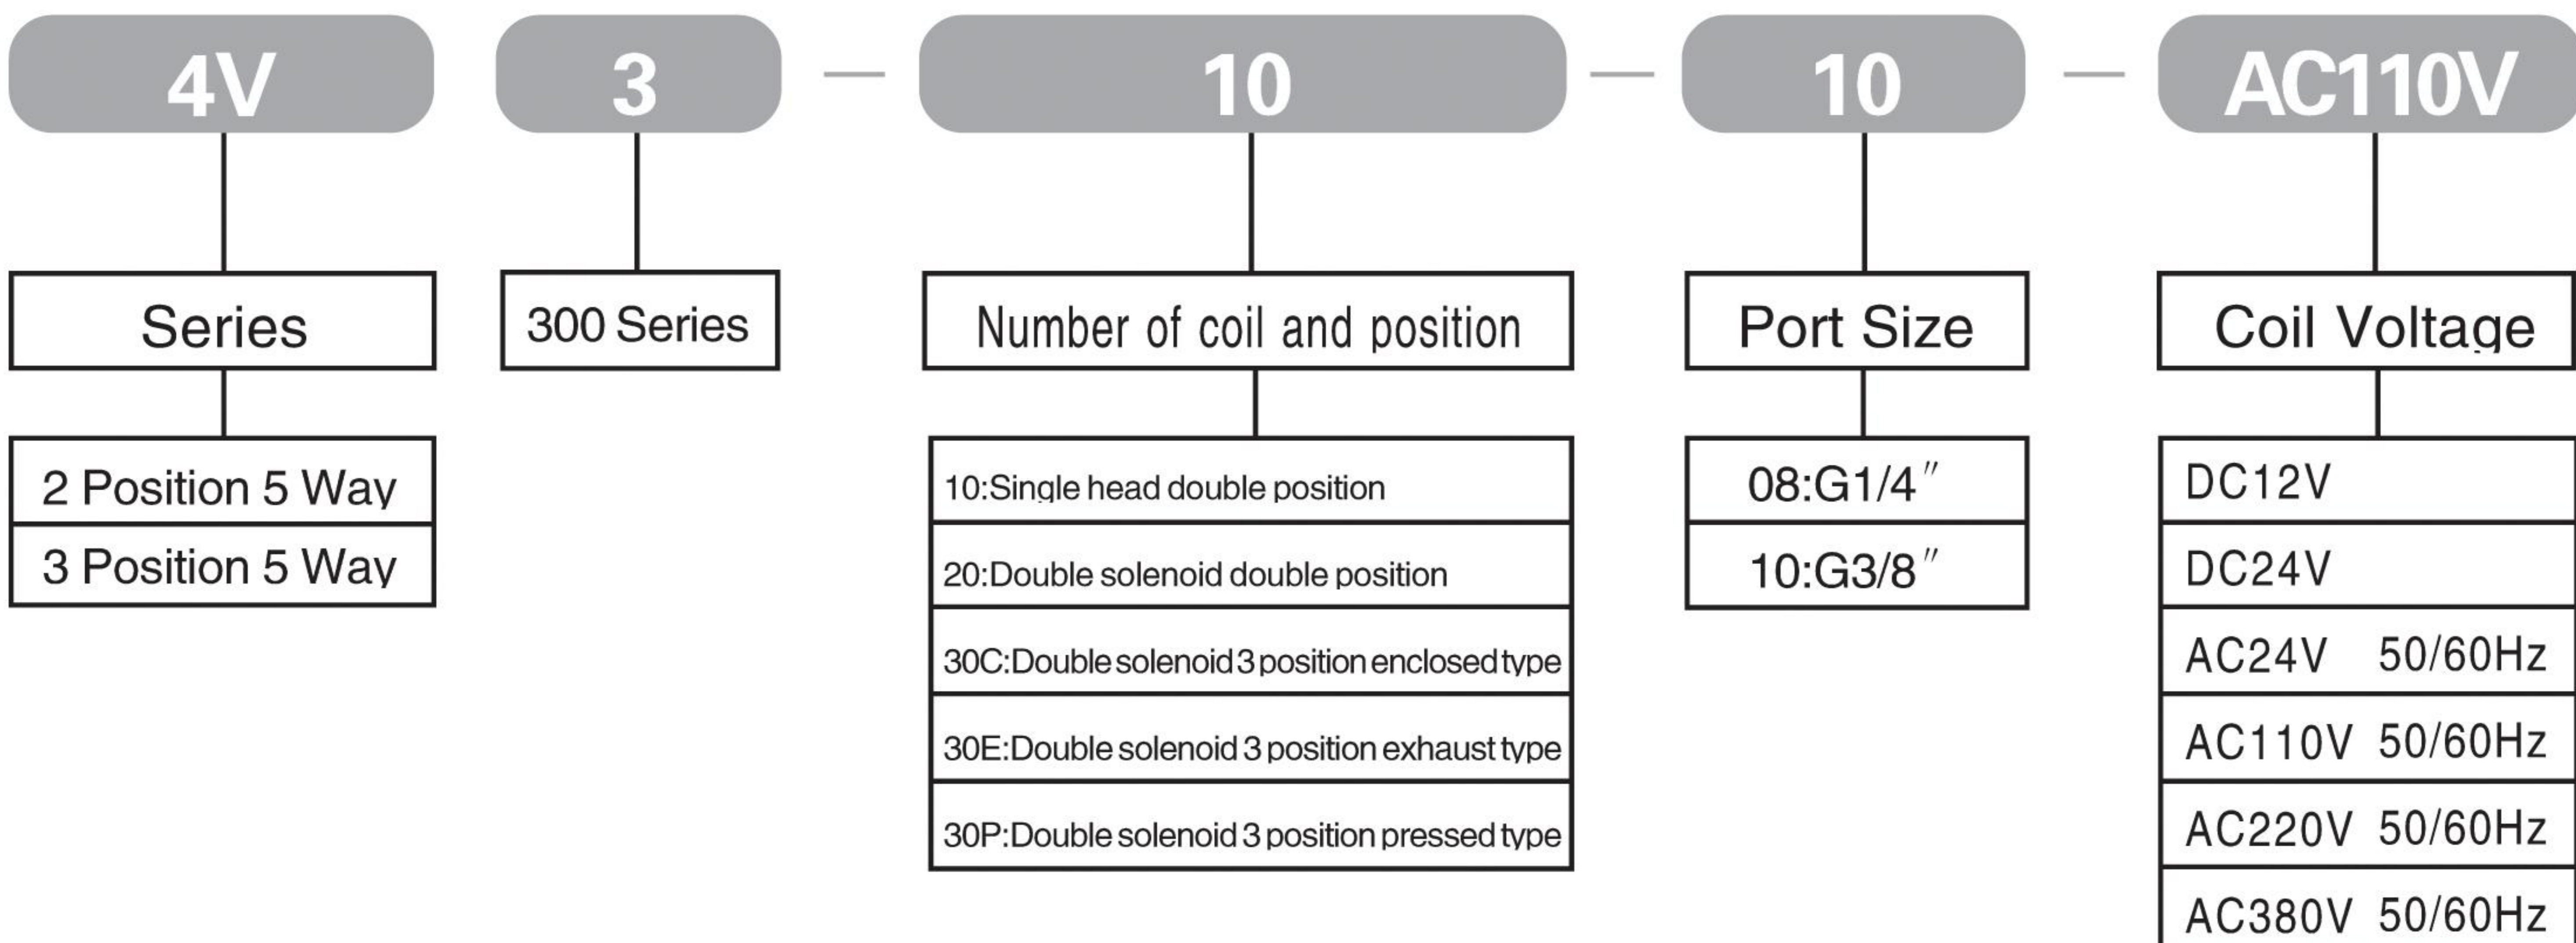 4V 3 — 10 — 10 — AC110V
Series
300 Series
Number of coil and position
Port Size
Coil Voltage
2 Position 5 Way
3 Position 5 Way
10:Single head double position
20:Double solenoid double position
30C:Double solenoid 3 position enclosed type
30E:Double solenoid 3 position exhaust type
30P:Double solenoid 3 position pressed type
08:G1/4″
10:G3/8″
DC12V
DC24V
AC24V 50/60Hz
AC110V 50/60Hz
AC220V 50/60Hz
AC380V 50/60Hz